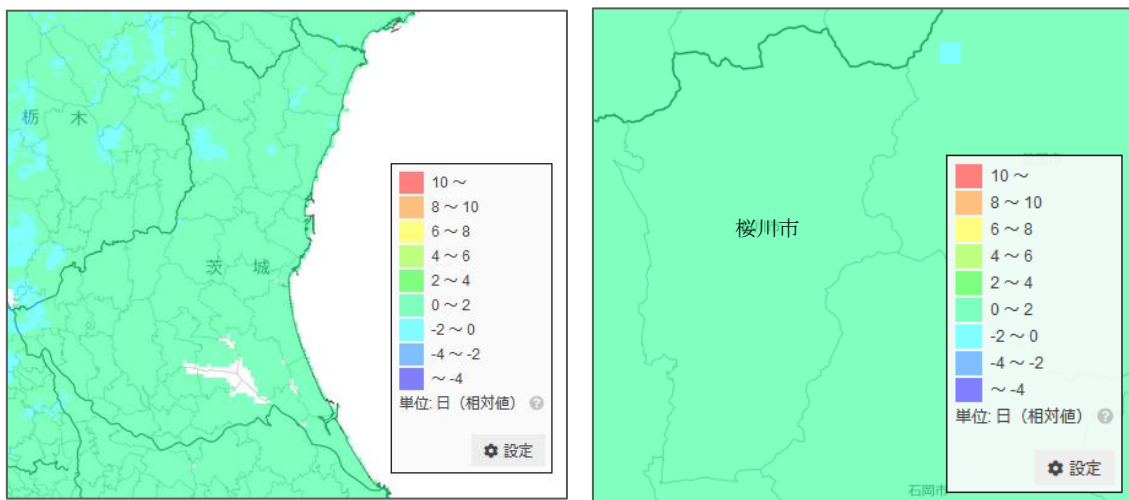 栃 木
茨 城
10 ～
8 ～ 10
6 ～ 8
4 ～ 6
2 ～ 4
0 ～ 2
-2 ～ 0
-4 ～ -2
～ -4
単位: 日（相対値） ?
設定
桜川市
石岡市
10 ～
8 ～ 10
6 ～ 8
4 ～ 6
2 ～ 4
0 ～ 2
-2 ～ 0
-4 ～ -2
～ -4
単位: 日（相対値） ?
設定